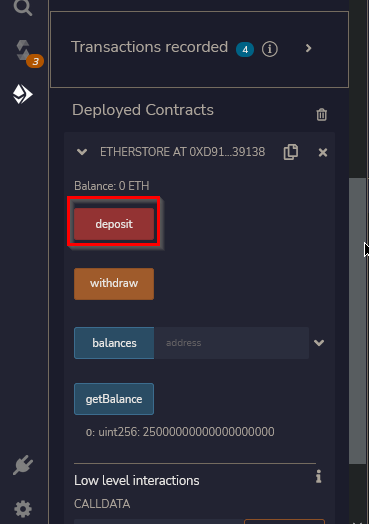 Transactions recorded 4 i
3
Deployed Contracts
ETHERSTORE AT 0XD91...39138
Balance: 0 ETH
deposit
withdraw
balances address
getBalance
0: uint256: 25000000000000000000
Low level interactions i
CALLDATA